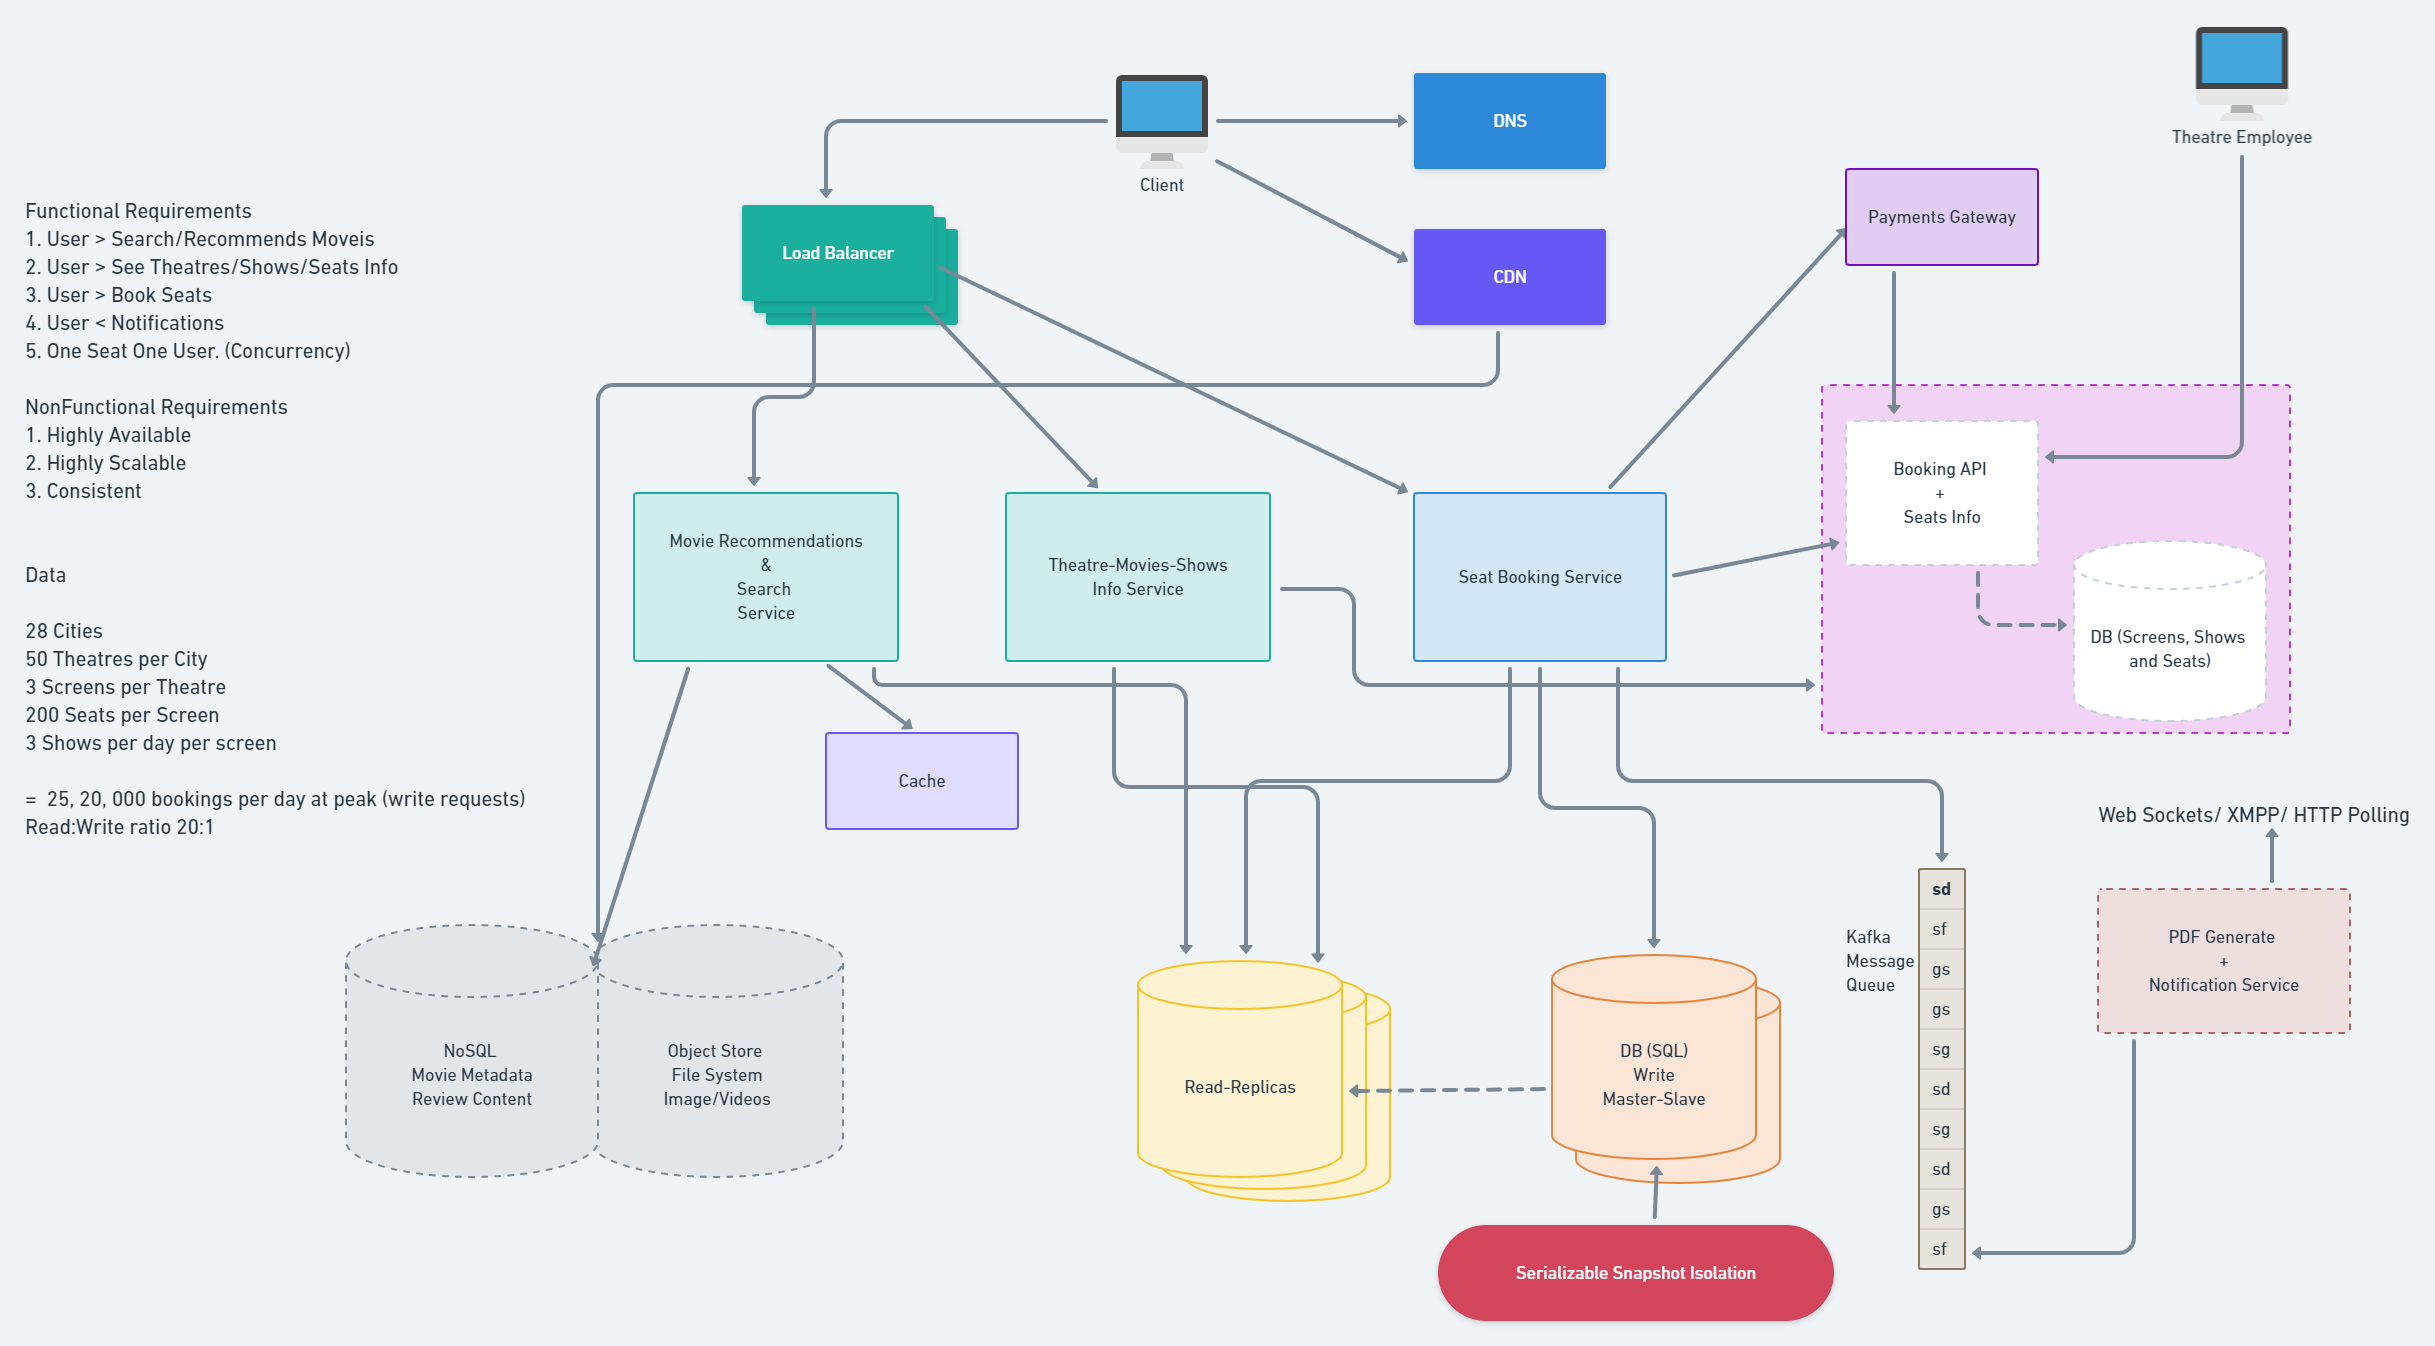 Functional Requirements
1. User > Search/Recommends Moveis
2. User > See Theatres/Shows/Seats Info
3. User > Book Seats
4. User < Notifications
5. One Seat One User. (Concurrency)
NonFunctional Requirements
1. Highly Available
2. Highly Scalable
3. Consistent
Data
28 Cities
50 Theatres per City
3 Screens per Theatre
200 Seats per Screen
3 Shows per day per screen
= 25, 20, 000 bookings per day at peak (write requests)
Read:Write ratio 20:1
Client
DNS
CDN
Load Balancer
Theatre Employee
Payments Gateway
Movie Recommendations
&
Search
Service
Theatre-Movies-Shows
Info Service
Seat Booking Service
Booking API
+
Seats Info
DB (Screens, Shows
and Seats)
Cache
Web Sockets/ XMPP/ HTTP Polling
PDF Generate
+
Notification Service
Kafka
Message
Queue
sd
sf
gs
gs
sg
sd
sg
sd
gs
sf
NoSQL
Movie Metadata
Review Content
Object Store
File System
Image/Videos
Read-Replicas
DB (SQL)
Write
Master-Slave
Serializable Snapshot Isolation